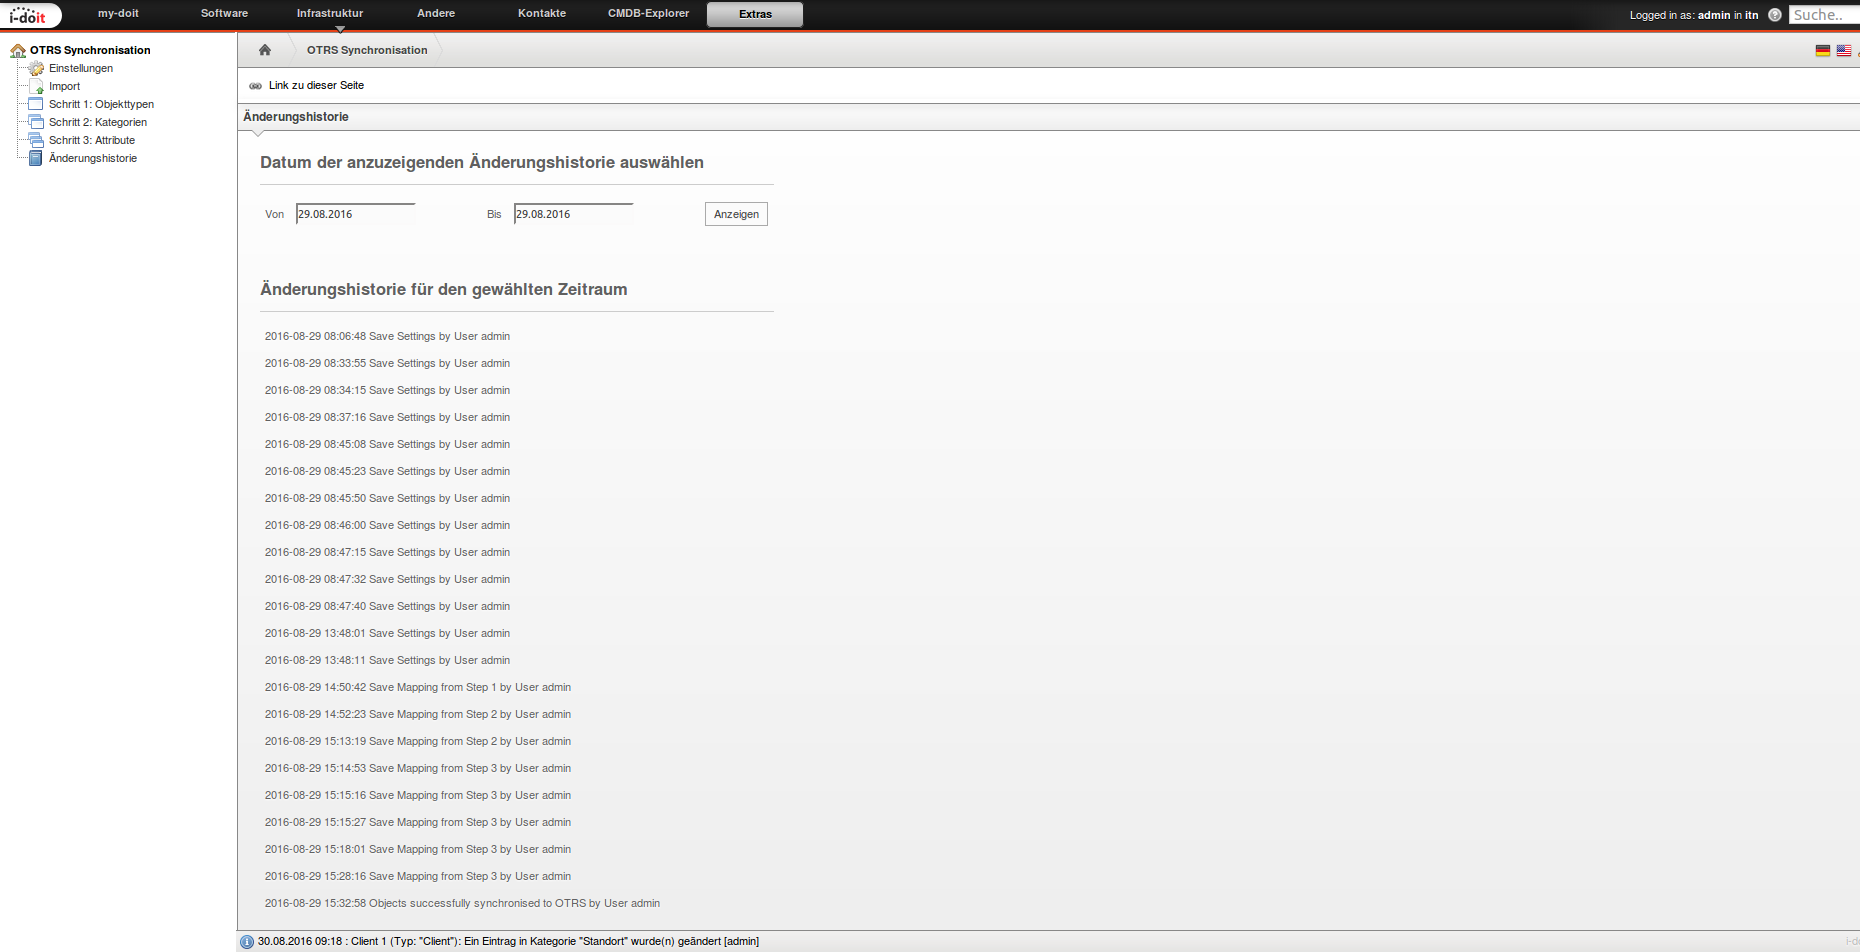 i-doit
my-doit Software Infrastruktur Andere Kontakte CMDB-Explorer Extras Logged in as: admin in itn Suche..
OTRS Synchronisation
Einstellungen
Import
Schritt 1: Objekttypen
Schritt 2: Kategorien
Schritt 3: Attribute
Änderungshistorie
OTRS Synchronisation
Link zu dieser Seite
Änderungshistorie
Datum der anzuzeigenden Änderungshistorie auswählen
Von 29.08.2016 Bis 29.08.2016 Anzeigen
Änderungshistorie für den gewählten Zeitraum
2016-08-29 08:06:48 Save Settings by User admin
2016-08-29 08:33:55 Save Settings by User admin
2016-08-29 08:34:15 Save Settings by User admin
2016-08-29 08:37:16 Save Settings by User admin
2016-08-29 08:45:08 Save Settings by User admin
2016-08-29 08:45:23 Save Settings by User admin
2016-08-29 08:45:50 Save Settings by User admin
2016-08-29 08:46:00 Save Settings by User admin
2016-08-29 08:47:15 Save Settings by User admin
2016-08-29 08:47:32 Save Settings by User admin
2016-08-29 08:47:40 Save Settings by User admin
2016-08-29 13:48:01 Save Settings by User admin
2016-08-29 13:48:11 Save Settings by User admin
2016-08-29 14:50:42 Save Mapping from Step 1 by User admin
2016-08-29 14:52:23 Save Mapping from Step 2 by User admin
2016-08-29 15:13:19 Save Mapping from Step 2 by User admin
2016-08-29 15:14:53 Save Mapping from Step 3 by User admin
2016-08-29 15:15:16 Save Mapping from Step 3 by User admin
2016-08-29 15:15:27 Save Mapping from Step 3 by User admin
2016-08-29 15:18:01 Save Mapping from Step 3 by User admin
2016-08-29 15:28:16 Save Mapping from Step 3 by User admin
2016-08-29 15:32:58 Objects successfully synchronised to OTRS by User admin
30.08.2016 09:18 : Client 1 (Typ: "Client"): Ein Eintrag in Kategorie "Standort" wurde(n) geändert [admin]